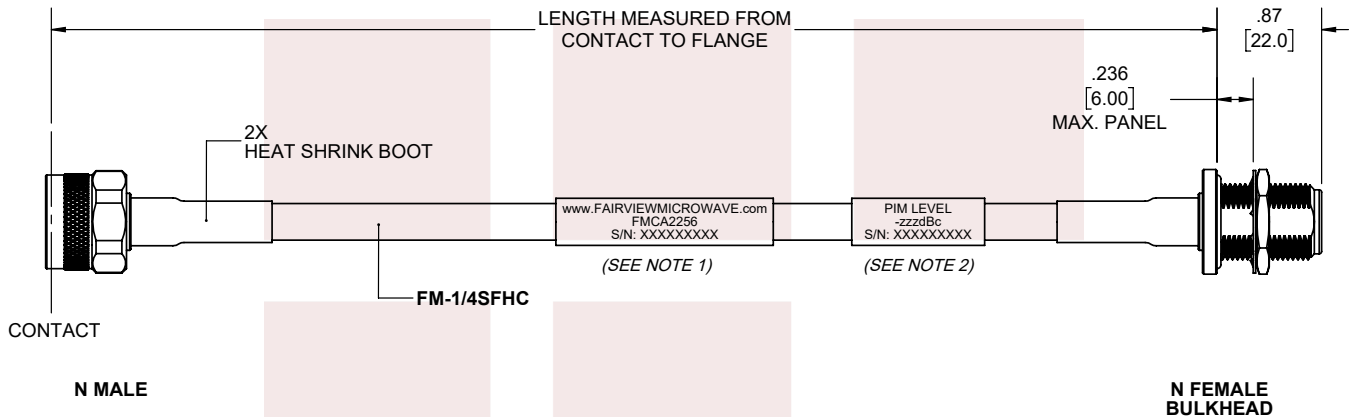 LENGTH MEASURED FROM
CONTACT TO FLANGE
.87
[22.0]
.236
[6.00]
MAX. PANEL
2X
HEAT SHRINK BOOT
www.FAIRVIEWMICROWAVE.com
FMCA2256
S/N: XXXXXXXXX
PIM LEVEL
-zzzdBc
S/N: XXXXXXXXX
(SEE NOTE 1)
(SEE NOTE 2)
FM-1/4SFHC
CONTACT
N MALE
N FEMALE
BULKHEAD